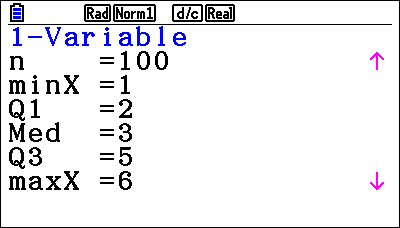 Rad Norm1 d/c Real
1-Variable
n =100
minX =1
Q1 =2
Med =3
Q3 =5
maxX =6